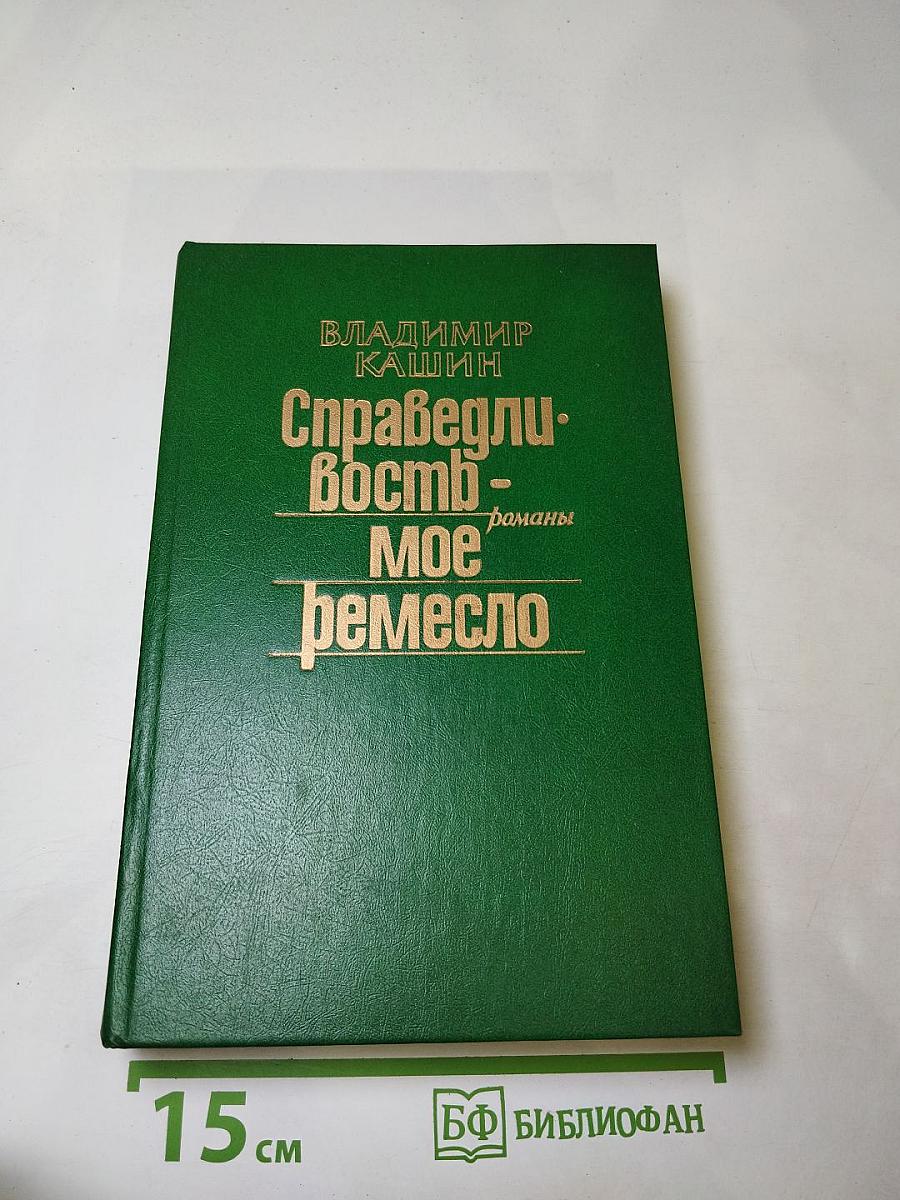 ВЛАДИМИР
КАШИН
Справедли-
вость -
романы
мое
ремесло
15 см
БФ БИБЛИОФАН